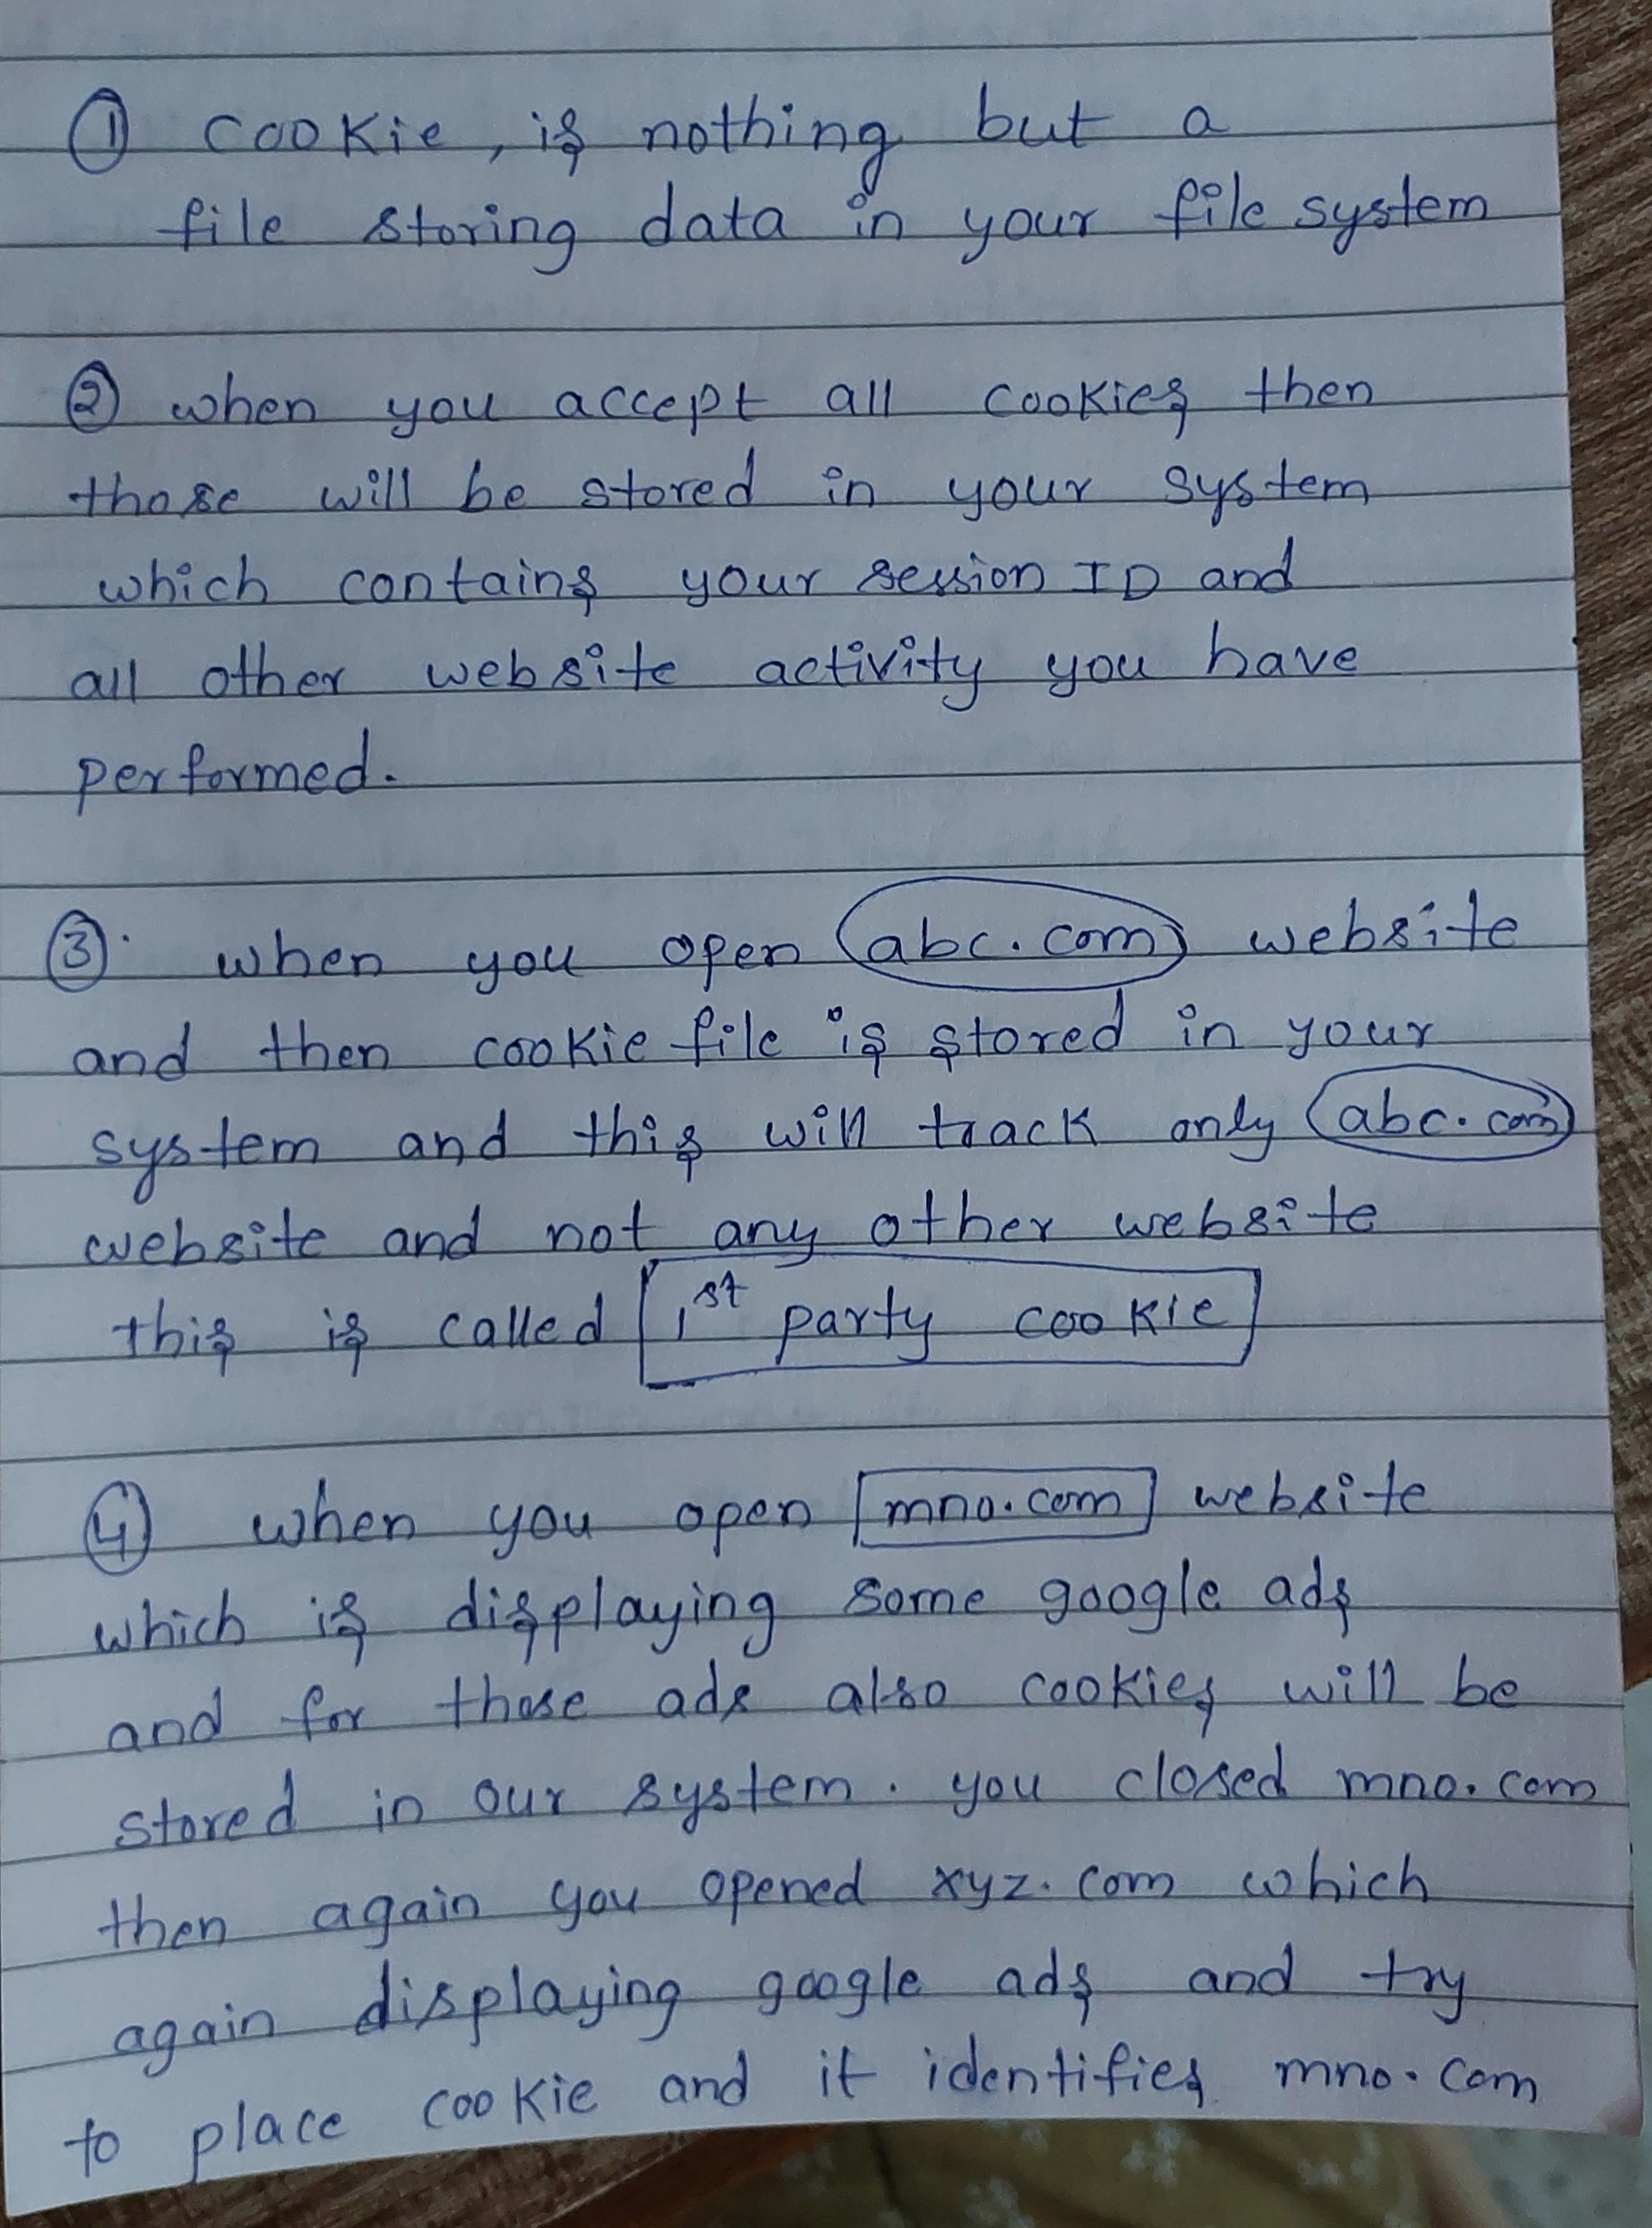 ① Cookie, is nothing but a
file storing data in your file system
② when you accept all cookies then
those will be stored in your system
which contains your session ID and
all other website activity you have
performed.
③. when you open abc.com website
and then cookie file is stored in your
system and this will track only abc.com
website and not any other website
this is called 1st party cookie
④ when you open mno.com website
which is displaying some google ads
and for those ads also cookies will be
stored in our system. you closed mno.com
then again you opened xyz.com which
again displaying google ads and try
to place cookie and it identifies mno.com